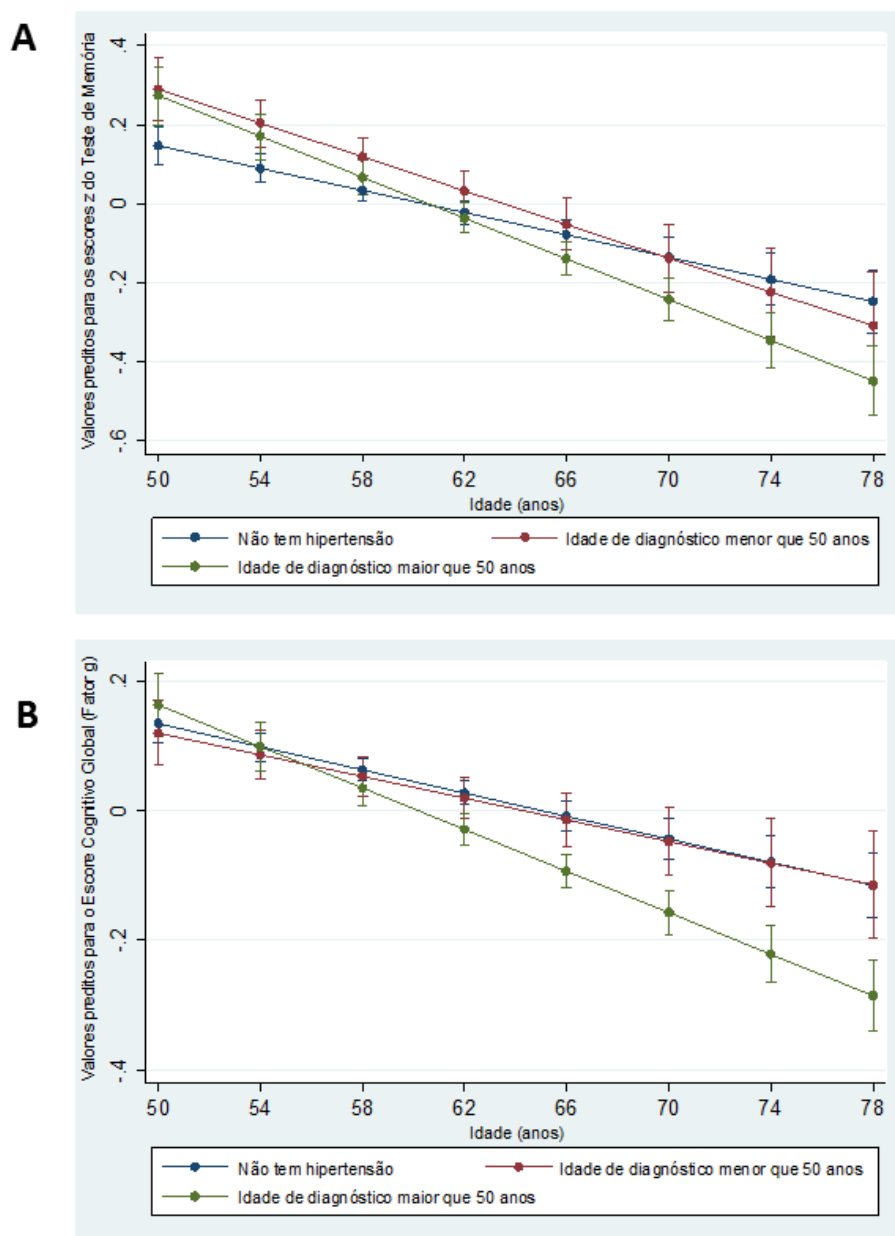 A
Valores preditos para os escores z do Teste de Memória
.4
.2
0
-.2
-.4
-.6
50 54 58 62 66 70 74 78
Idade (anos)
Não tem hipertensão Idade de diagnóstico menor que 50 anos
Idade de diagnóstico maior que 50 anos
B
Valores preditos para o Escore Cognitivo Global (Fator g)
.2
0
-.2
-.4
50 54 58 62 66 70 74 78
Idade (anos)
Não tem hipertensão Idade de diagnóstico menor que 50 anos
Idade de diagnóstico maior que 50 anos